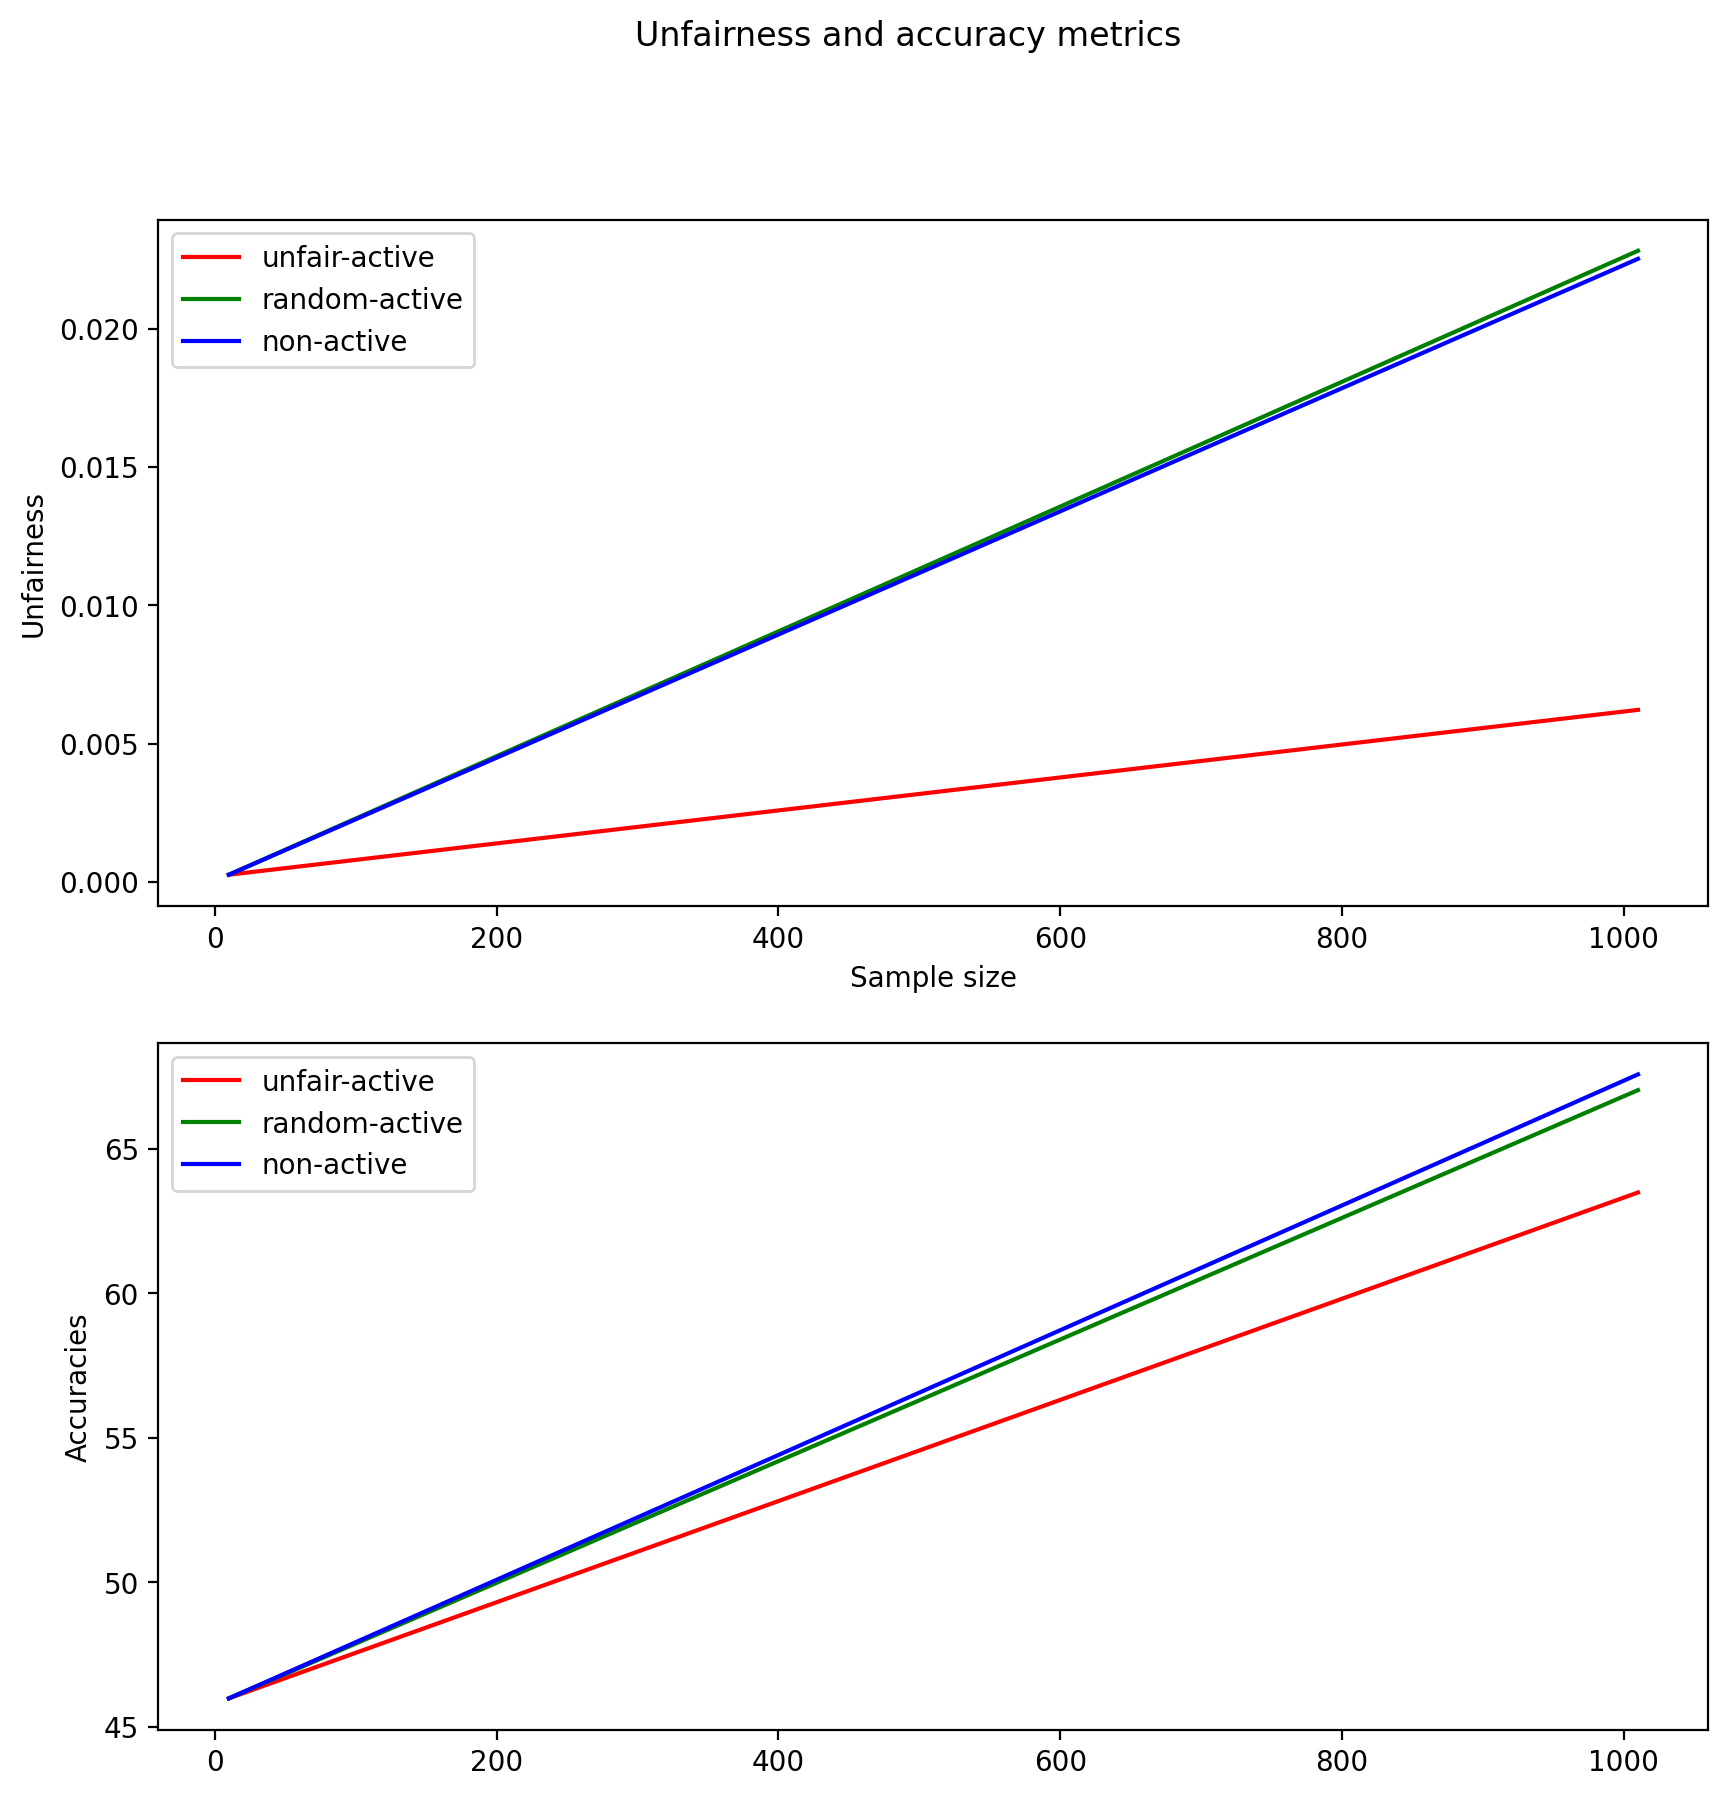 Unfairness and accuracy metrics
unfair-active
random-active
non-active
0.020
0.015
0.010
0.005
0.000
Unfairness
0 200 400 600 800 1000
Sample size
unfair-active
random-active
non-active
65
60
55
50
45
Accuracies
0 200 400 600 800 1000